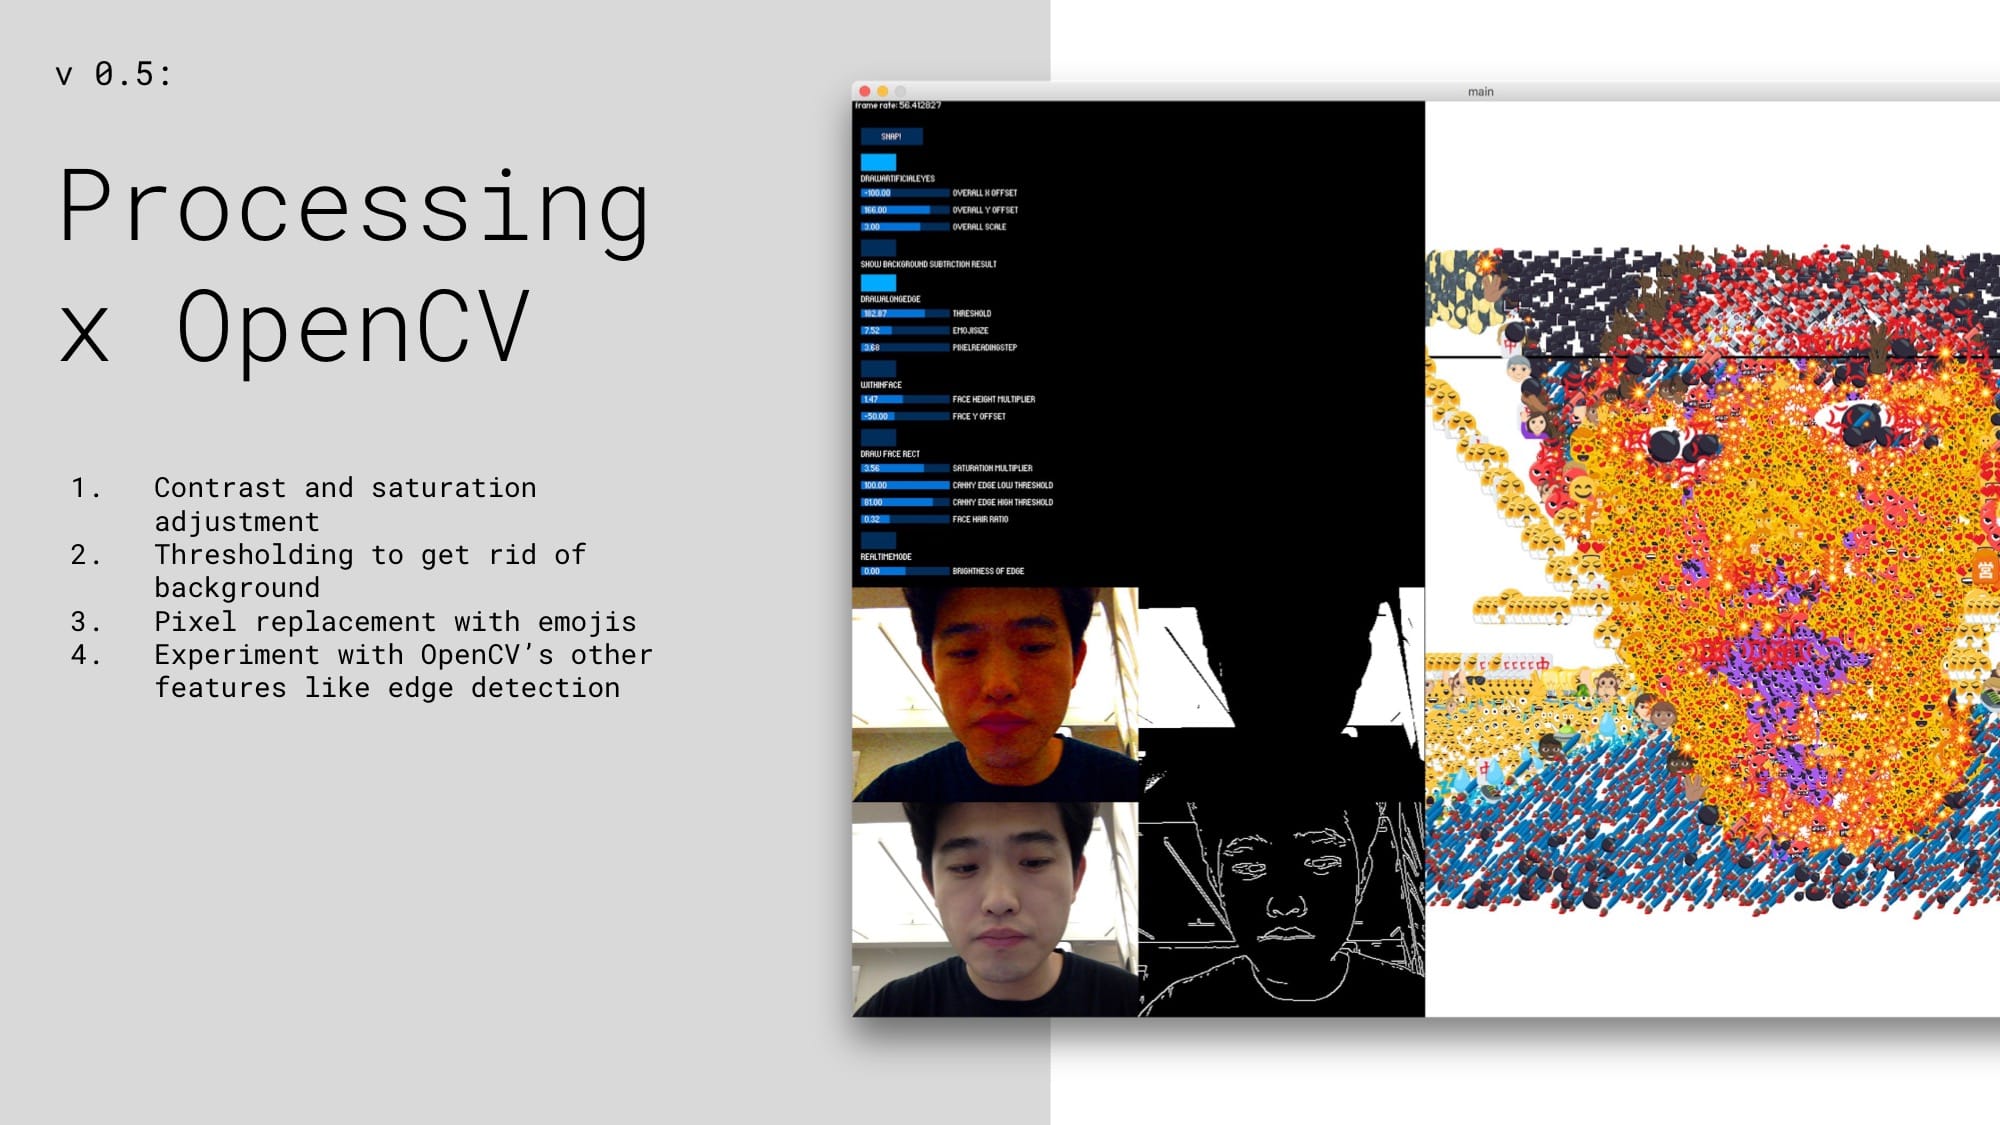 v 0.5:
Processing
x OpenCV
1. Contrast and saturation
adjustment
2. Thresholding to get rid of
background
3. Pixel replacement with emojis
4. Experiment with OpenCV’s other
features like edge detection
main
frame rate: 56.412827
SNAP!
DRAWARTIFICIALEYES
-100.00 OVERALL X OFFSET
166.00 OVERALL Y OFFSET
3.00 OVERALL SCALE
SHOW BACKGROUND SUBTRCTION RESULT
DRAWALONGEDGE
182.87 THRESHOLD
7.52 EMOJISIZE
3.68 PIXELREADINGSTEP
WITHINFACE
1.47 FACE HEIGHT MULTIPLIER
-50.00 FACE Y OFFSET
DRAW FACE RECT
3.56 SATURATION MULTIPLIER
100.00 CANNY EDGE LOW THRESHOLD
81.00 CANNY EDGE HIGH THRESHOLD
0.32 FACE HAIR RATIO
REALTIMEMODE
0.00 BRIGHTNESS OF EDGE
中
営
中
中